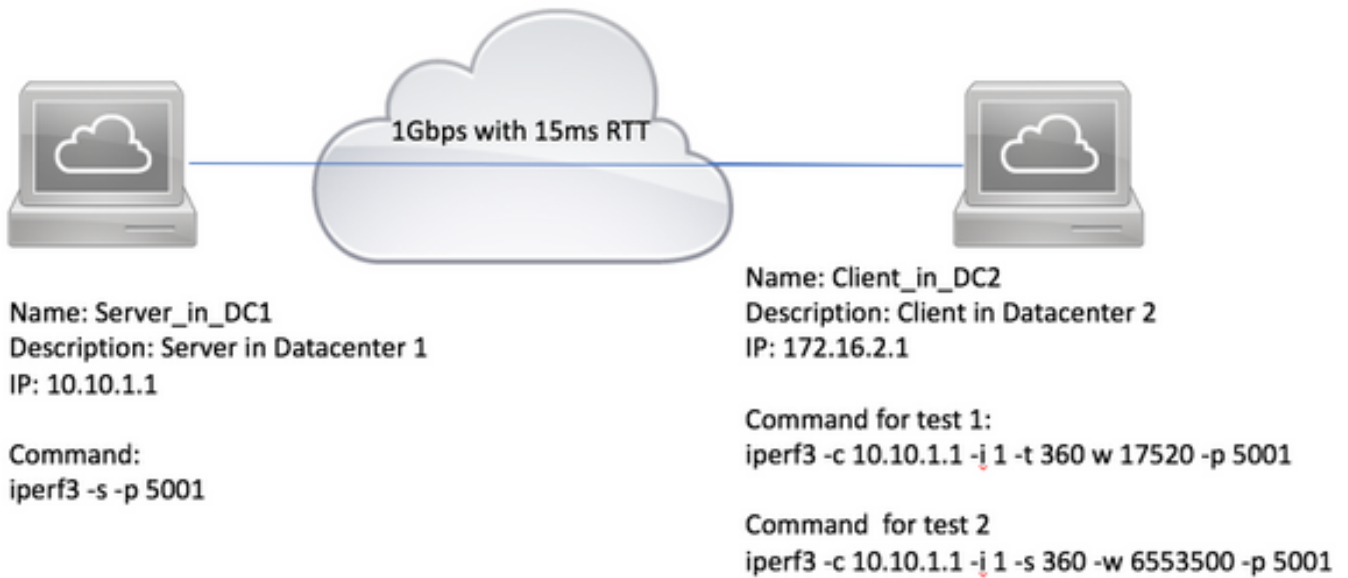 1Gbps with 15ms RTT
Name: Server_in_DC1
Description: Server in Datacenter 1
IP: 10.10.1.1
Command:
iperf3 -s -p 5001
Name: Client_in_DC2
Description: Client in Datacenter 2
IP: 172.16.2.1
Command for test 1:
iperf3 -c 10.10.1.1 -i 1 -t 360 w 17520 -p 5001
Command  for test 2
iperf3 -c 10.10.1.1 -i 1 -s 360 -w 6553500 -p 5001